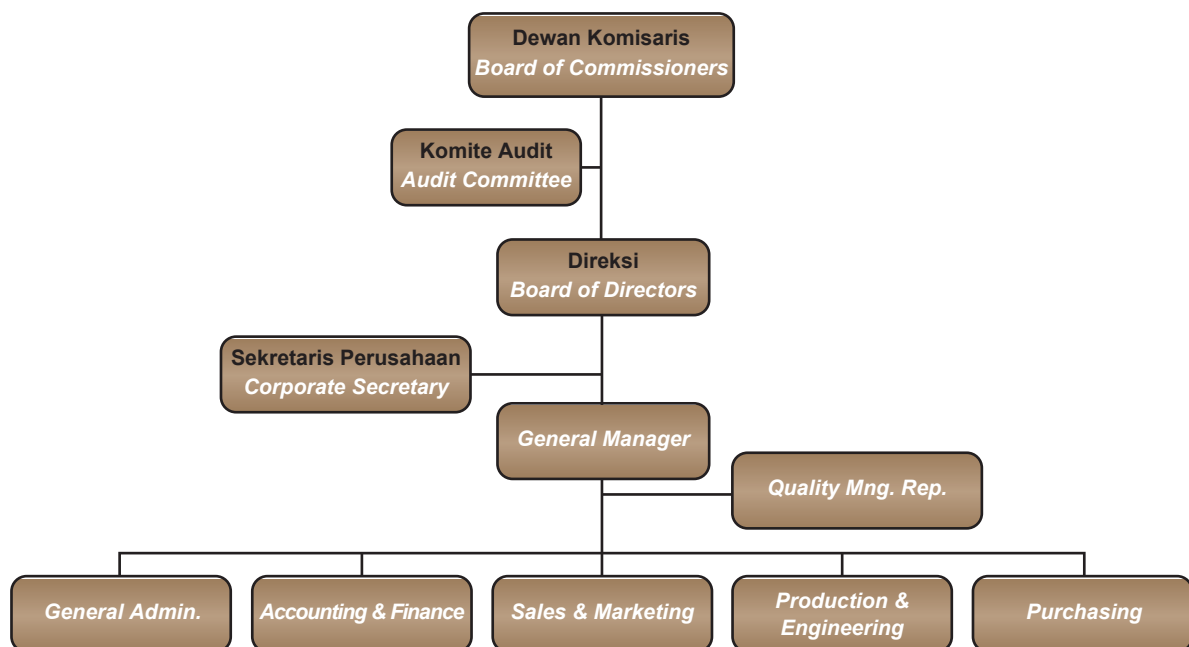 Dewan Komisaris
Board of Commissioners
Komite Audit
Audit Committee
Direksi
Board of Directors
Sekretaris Perusahaan
Corporate Secretary
General Manager
Quality Mng. Rep.
General Admin.
Accounting & Finance
Sales & Marketing
Production &
Engineering
Purchasing